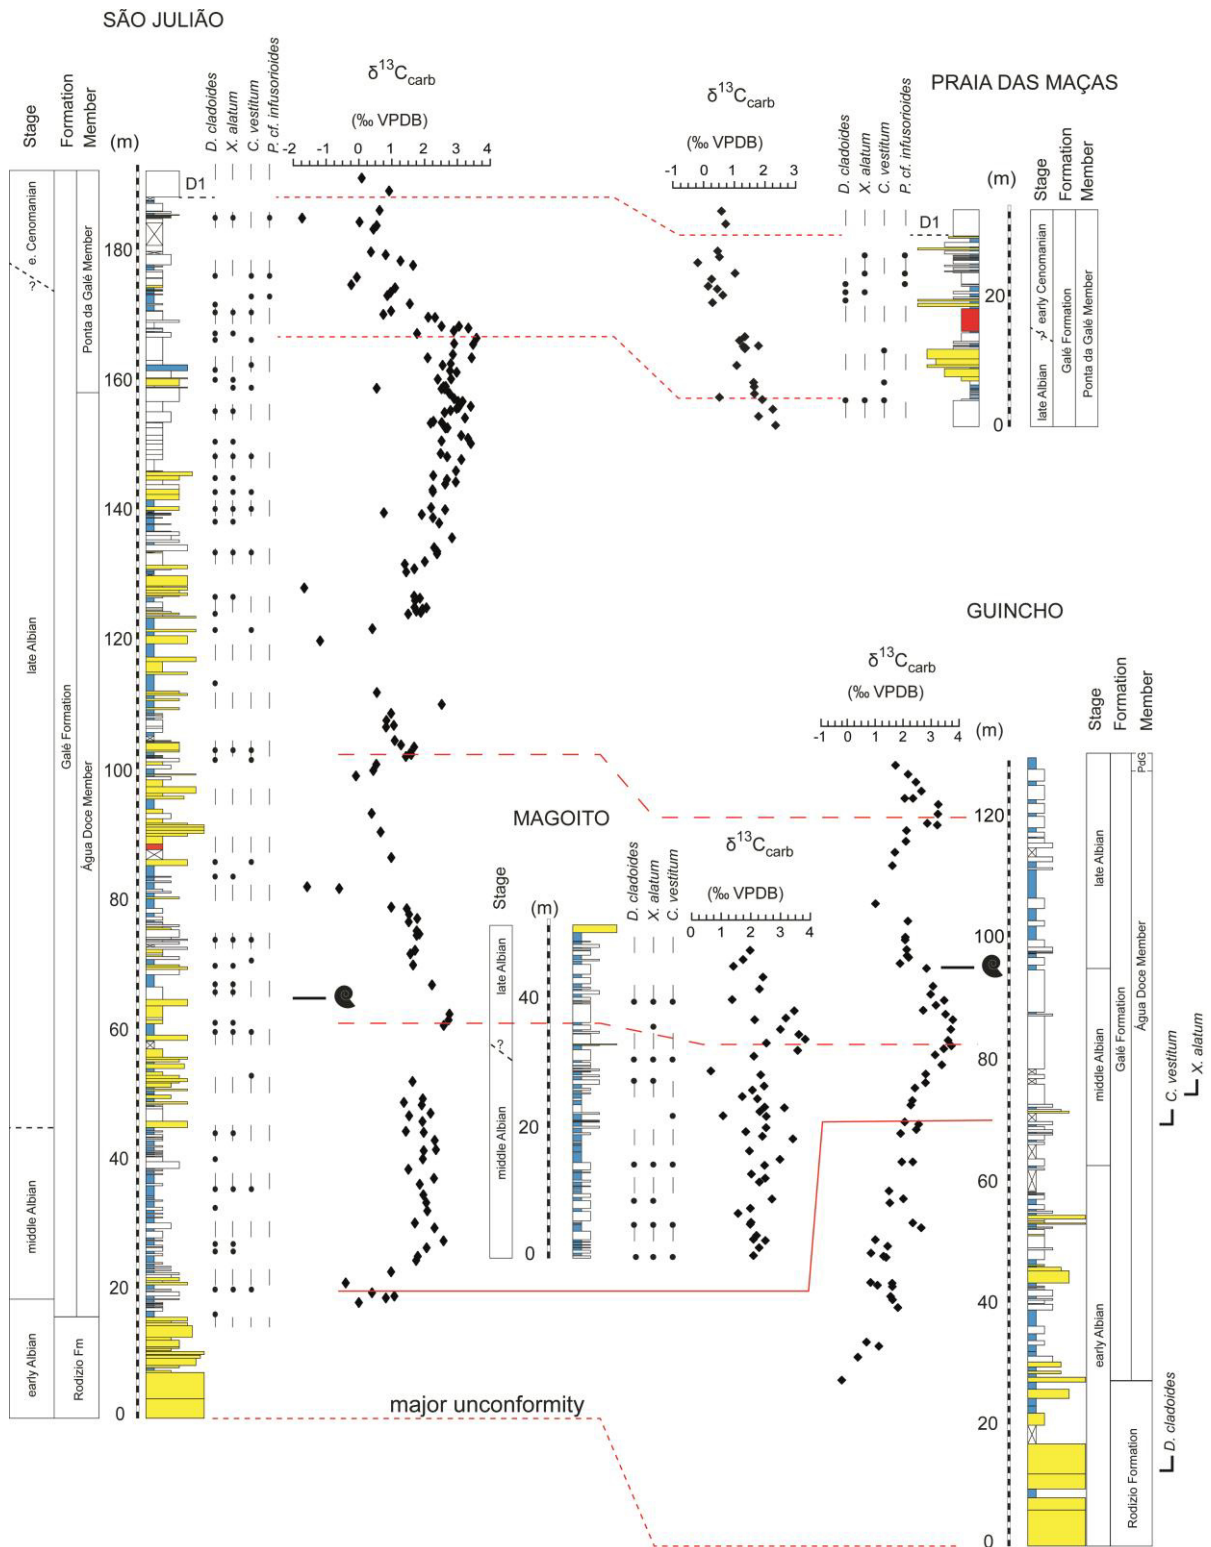 SÃO JULIÃO
Stage
Formation
Member
(m)
D. cladoides
X. alatum
C. vestitum
P. cf. infusorioides
δ13Ccarb
(‰ VPDB)
-2 -1 0 1 2 3 4
D1
e. Cenomanian
-?-
late Albian
middle Albian
early Albian
Galé Formation
Rodizio Fm
Ponta da Galé Member
Água Doce Member
180
160
140
120
100
80
60
40
20
0
PRAIA DAS MAÇAS
δ13Ccarb
(‰ VPDB)
-1 0 1 2 3
D. cladoides
X. alatum
C. vestitum
P. cf. infusorioides
D1
(m)
Stage
Formation
Member
20
0
early Cenomanian
-?-
late Albian
Galé Formation
Ponta da Galé Member
MAGOITO
Stage
(m)
D. cladoides
X. alatum
C. vestitum
δ13Ccarb
(‰ VPDB)
0 1 2 3 4
late Albian
-?-
middle Albian
40
20
0
GUINCHO
δ13Ccarb
(‰ VPDB)
-1 0 1 2 3 4
(m)
Stage
Formation
Member
120
100
80
60
40
20
0
late Albian
middle Albian
early Albian
Galé Formation
PdG
Água Doce Member
Rodizio Formation
C. vestitum
X. alatum
D. cladoides
major unconformity